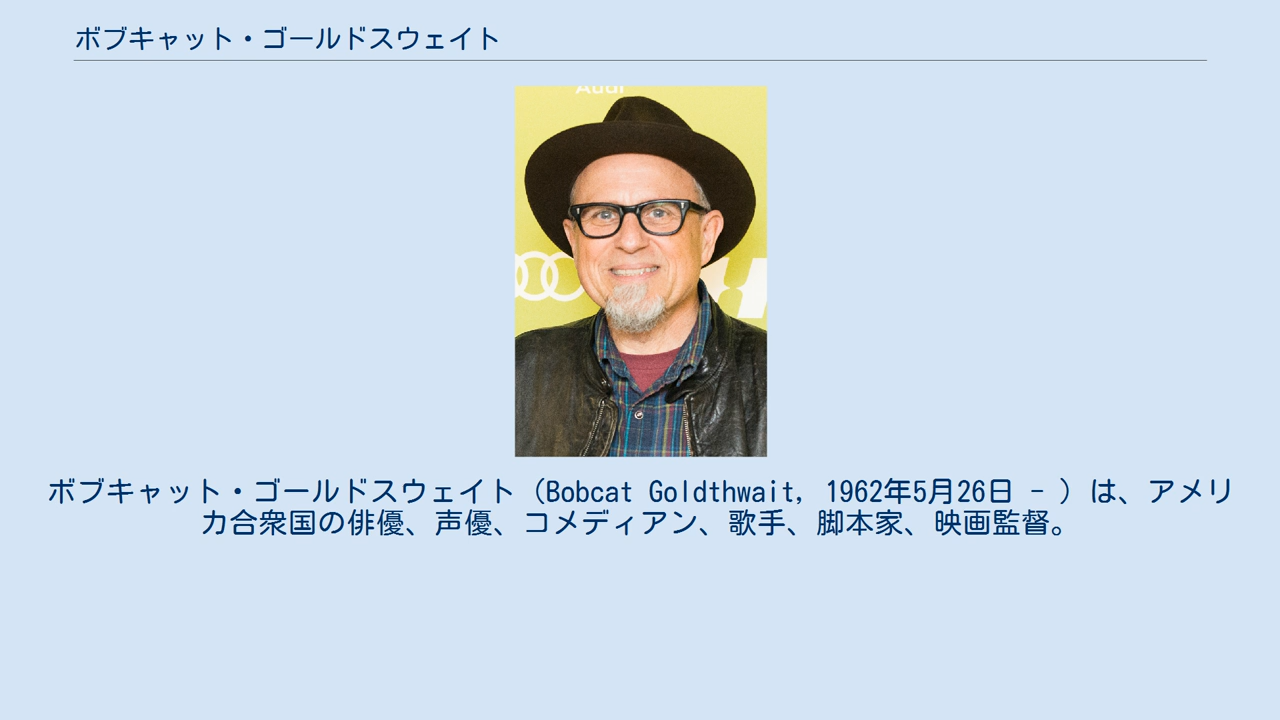 ボブキャット・ゴールドスウェイト
Audi
ボブキャット・ゴールドスウェイト（Bobcat Goldthwait, 1962年5月26日 - ）は、アメリ
カ合衆国の俳優、声優、コメディアン、歌手、脚本家、映画監督。